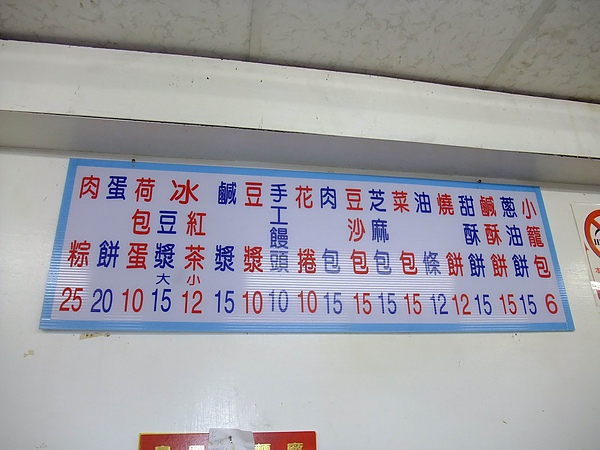 小籠包 6
蔥油餅 15
鹹酥餅 15
甜酥餅 15
燒餅 12
油條 12
菜包 15
芝麻包 15
豆沙包 15
肉包 15
花捲 10
手工饅頭 10
豆漿 10
鹹漿 15
冰
紅茶小 12
豆漿大 15
荷包蛋 10
蛋餅 20
肉粽 25